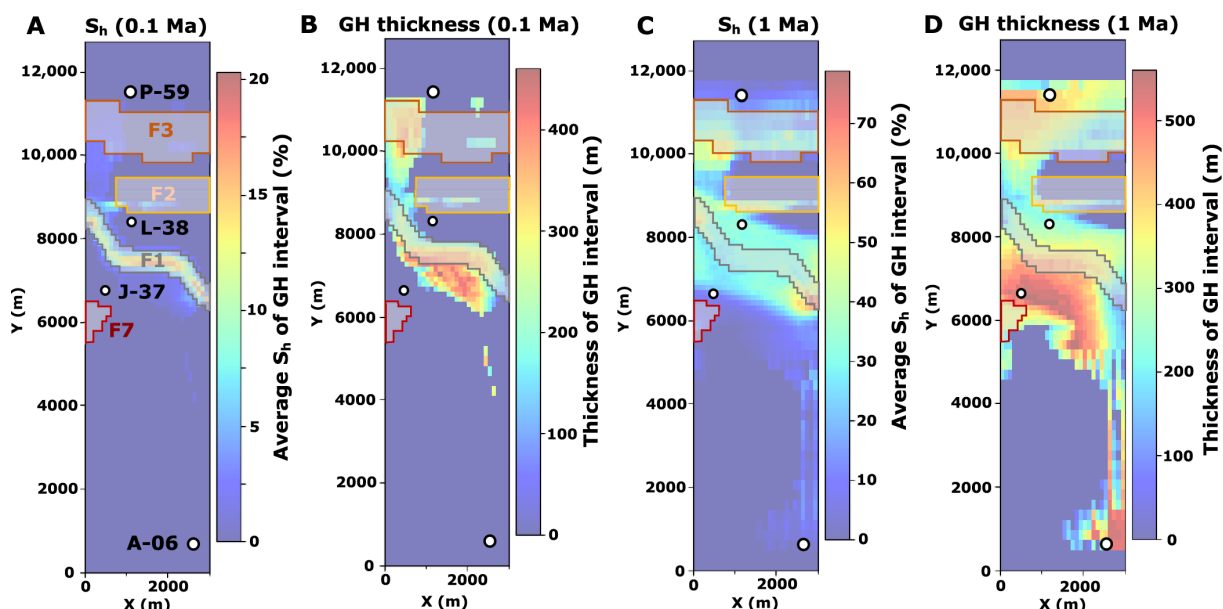 A S_h (0.1 Ma)
12,000
10,000
8000
6000
4000
2000
0
Y (m)
0 2000
X (m)
P-59
F3
F2
L-38
F1
J-37
F7
A-06
20
15
10
5
0
Average S_h of GH interval (%)
B GH thickness (0.1 Ma)
12,000
10,000
8000
6000
4000
2000
0
Y (m)
0 2000
X (m)
400
300
200
100
0
Thickness of GH interval (m)
C S_h (1 Ma)
12,000
10,000
8000
6000
4000
2000
0
Y (m)
0 2000
X (m)
70
60
50
40
30
20
10
0
Average S_h of GH interval (%)
D GH thickness (1 Ma)
12,000
10,000
8000
6000
4000
2000
0
Y (m)
0 2000
X (m)
500
400
300
200
100
0
Thickness of GH interval (m)